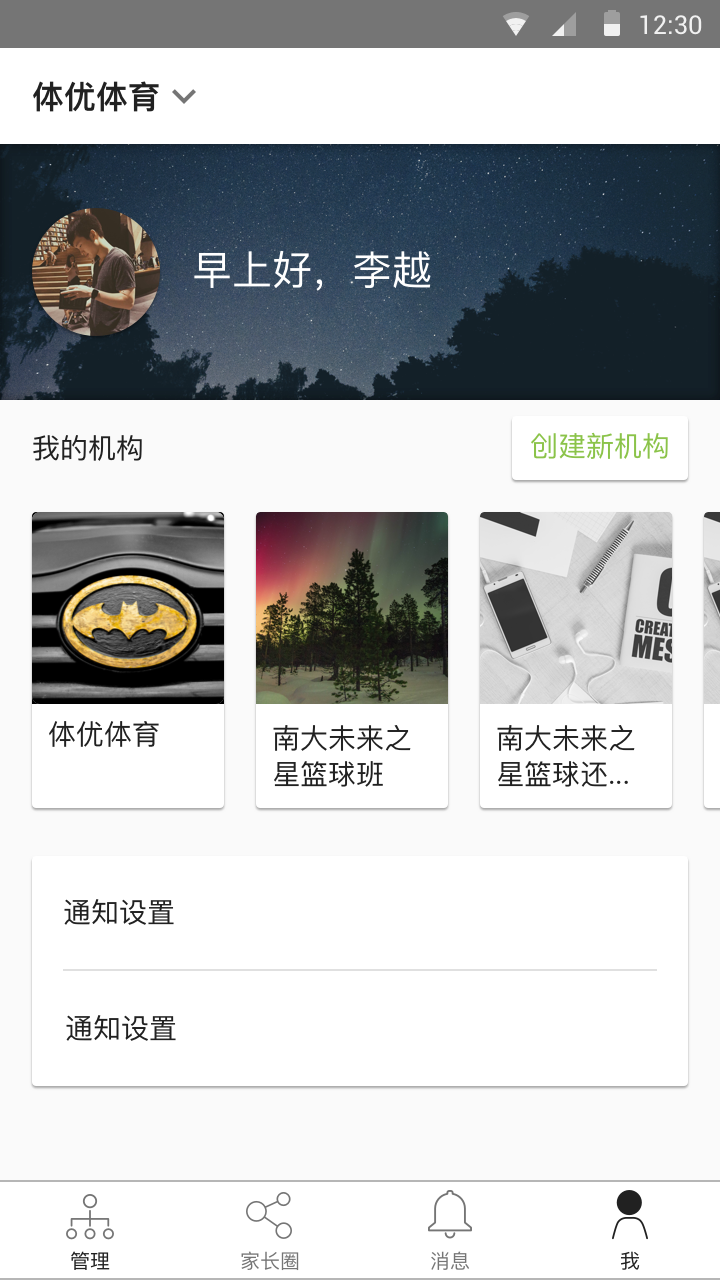 12:30
体优体育
早上好，李越
我的机构
创建新机构
CREAT
MES
体优体育
南大未来之
星篮球班
南大未来之
星篮球还...
通知设置
通知设置
管理
家长圈
消息
我